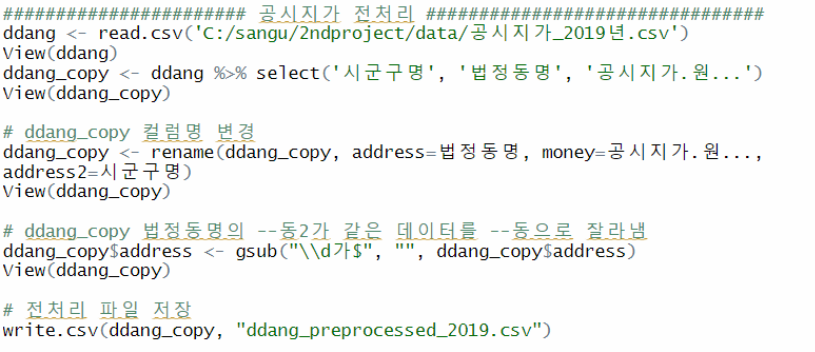 ####################### 공시지가 전처리 ################################
ddang <- read.csv('C:/sangu/2ndproject/data/공시지가_2019년.csv')
View(ddang)
ddang_copy <- ddang %>% select('시군구명', '법정동명', '공시지가.원...')
View(ddang_copy)
# ddang_copy 컬럼명 변경
ddang_copy <- rename(ddang_copy, address=법정동명, money=공시지가.원...,
address2=시군구명)
View(ddang_copy)
# ddang_copy 법정동명의 --동2가 같은 데이터를 --동으로 잘라냄
ddang_copy$address <- gsub("\\d가$", "", ddang_copy$address)
View(ddang_copy)
# 전처리 파일 저장
write.csv(ddang_copy, "ddang_preprocessed_2019.csv")